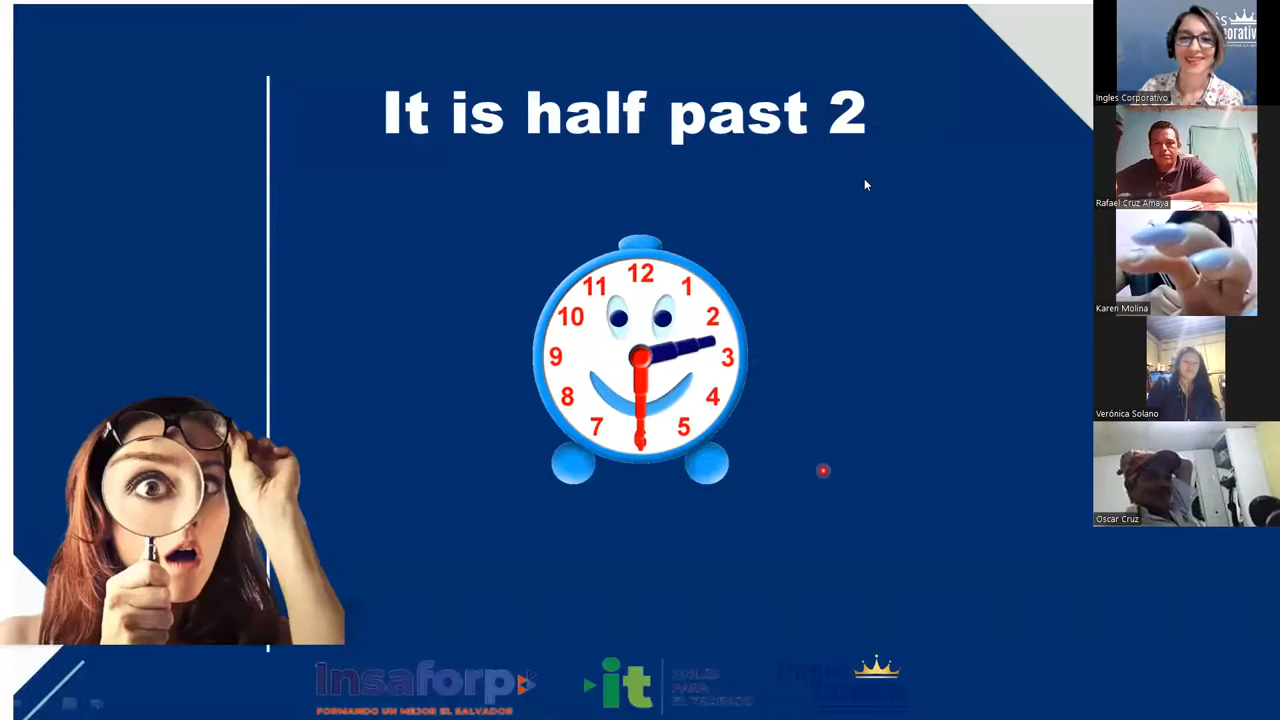 It is half past 2
12
11
1
10
2
9
3
8
4
7
5
Insaforp
FORMANDO UN MEJOR EL SALVADOR
it
INGLÉS
PARA
EL TRABAJO
Ingles Corporativo
Rafael Cruz Amaya
Karen Molina
Verónica Solano
Oscar Cruz